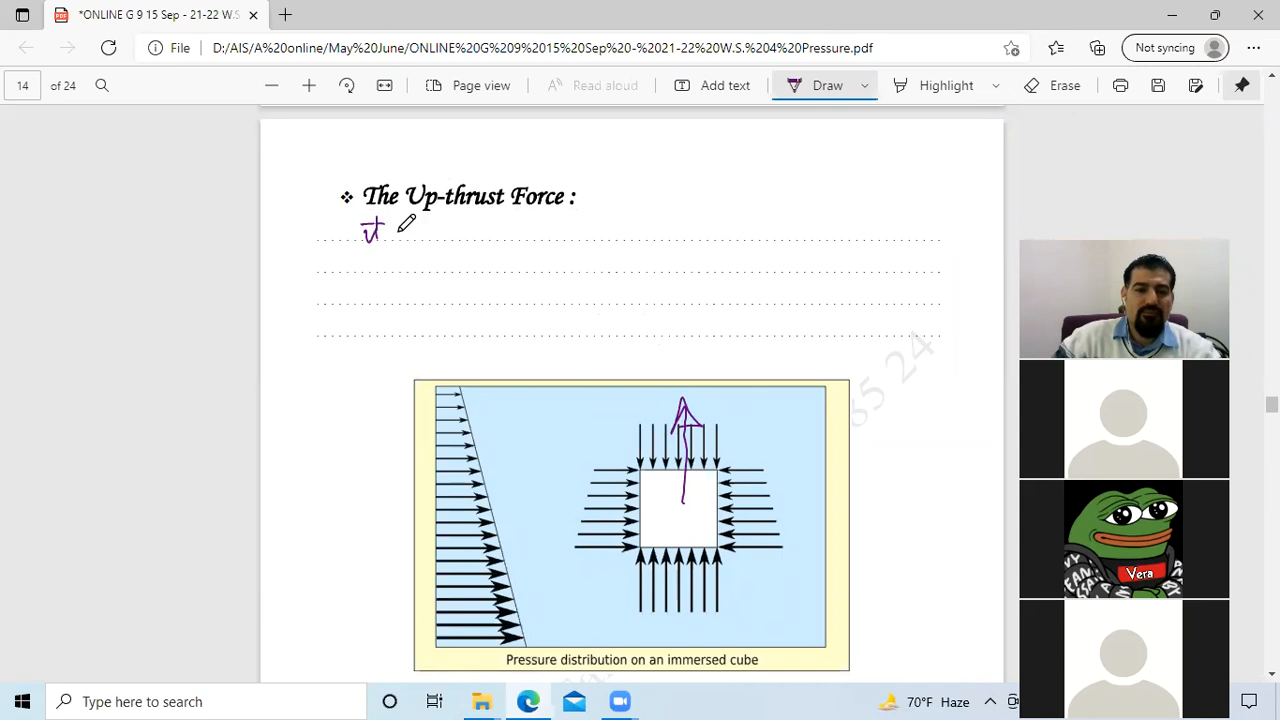 *ONLINE G 9 15 Sep - 21-22 W.S
File
D:/AIS/A%20online/May%20June/ONLINE%20G%209%2015%20Sep%20-%2021-22%20W.S.%204%20Pressure.pdf
Not syncing
14 of 24
Page view
Read aloud
Add text
Draw
Highlight
Erase
The Up-thrust Force :
35 24
Pressure distribution on an immersed cube
Vera
Type here to search
70°F Haze